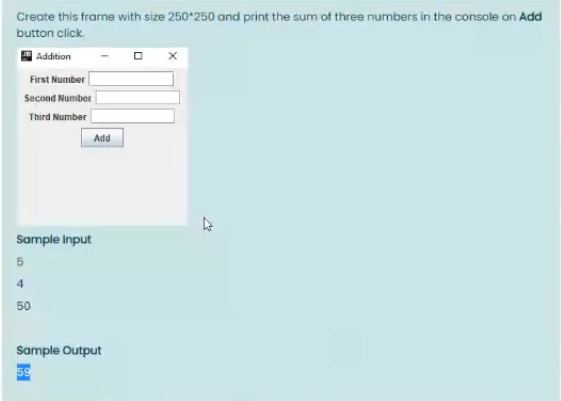 Create this frame with size 250*250 and print the sum of three numbers in the console on Add
button click.
Addition
First Number
Second Number
Third Number
Add
Sample Input
5
4
50
Sample Output
59